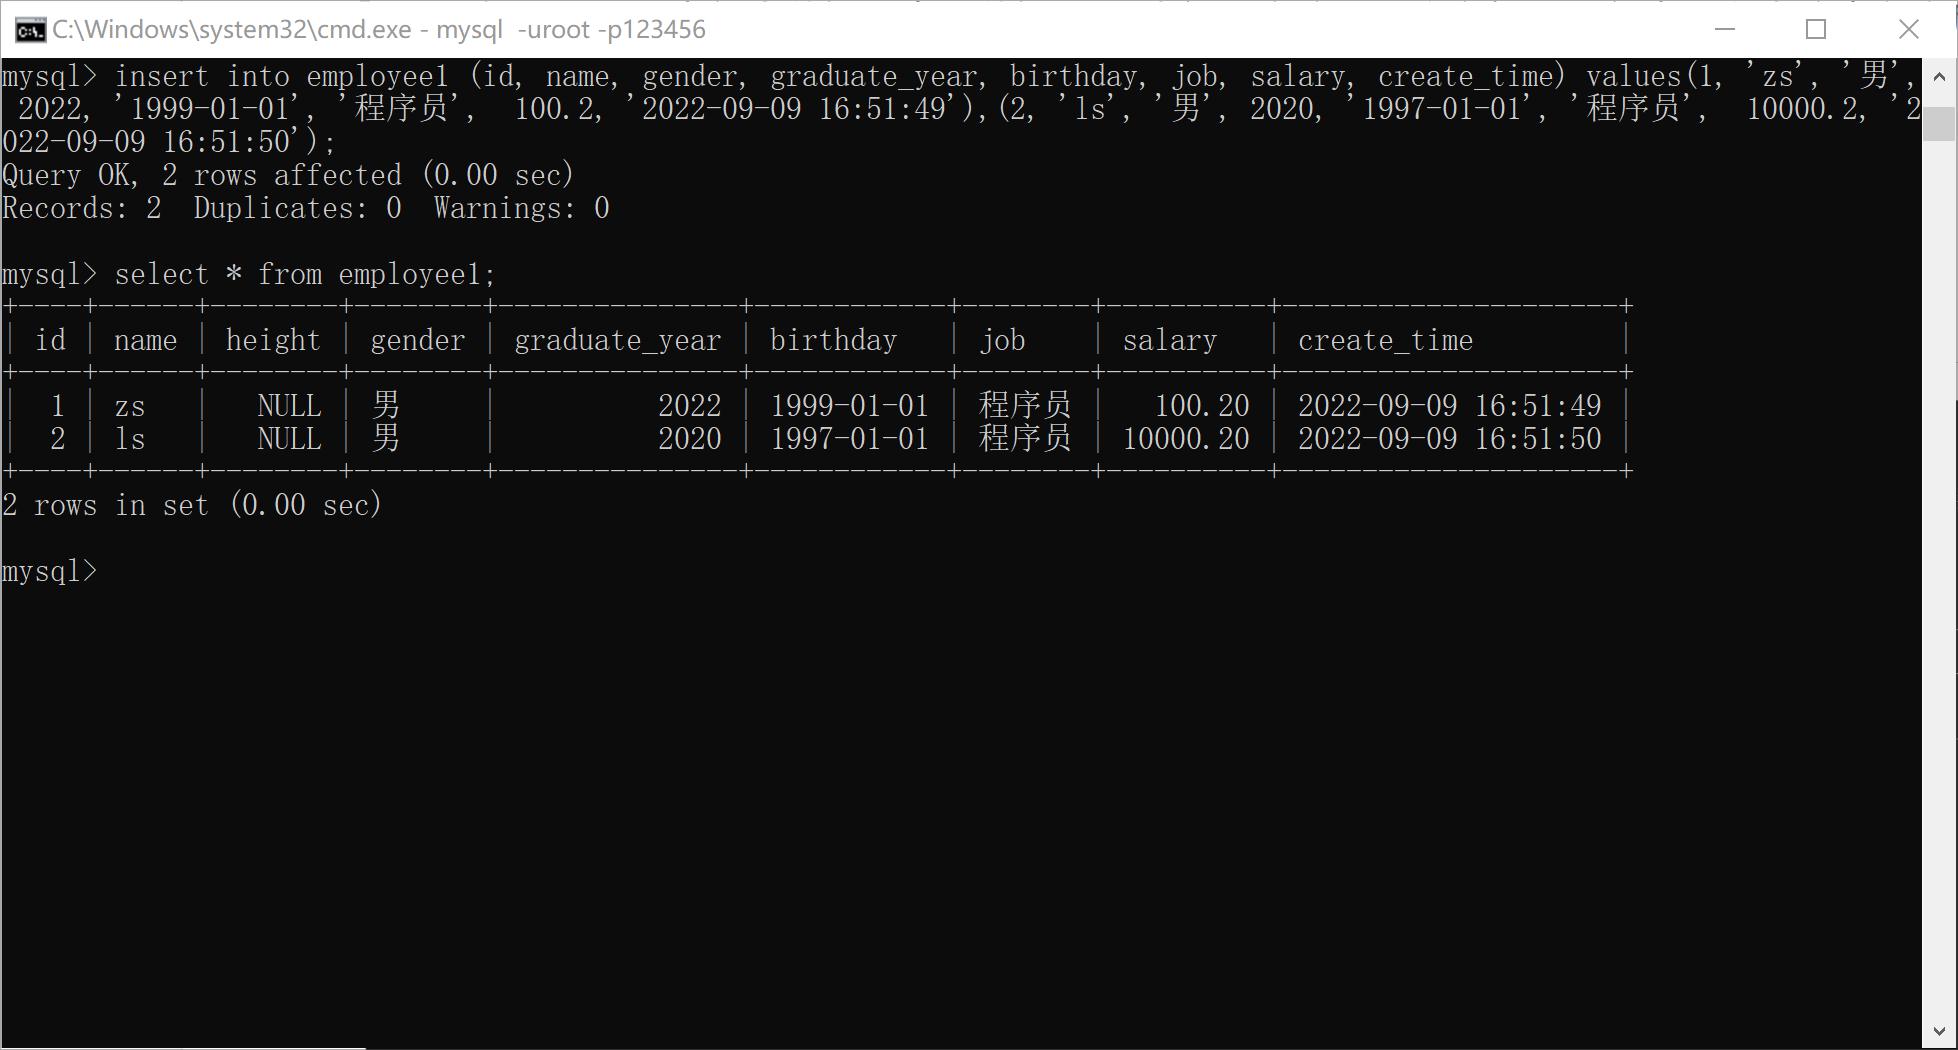 C:\Windows\system32\cmd.exe - mysql  -uroot -p123456
mysql> insert into employee1 (id, name, gender, graduate_year, birthday, job, salary, create_time) values(1, 'zs', '男',
 2022, '1999-01-01', '程序员',  100.2, '2022-09-09 16:51:49'),(2, 'ls', '男', 2020, '1997-01-01', '程序员',  10000.2, '2
022-09-09 16:51:50');
Query OK, 2 rows affected (0.00 sec)
Records: 2  Duplicates: 0  Warnings: 0
mysql> select * from employee1;
+----+------+--------+--------+---------------+------------+--------+----------+---------------------+
| id | name | height | gender | graduate_year | birthday   | job    | salary   | create_time         |
+----+------+--------+--------+---------------+------------+--------+----------+---------------------+
|  1 | zs   |   NULL | 男     |          2022 | 1999-01-01 | 程序员 |   100.20 | 2022-09-09 16:51:49 |
|  2 | ls   |   NULL | 男     |          2020 | 1997-01-01 | 程序员 | 10000.20 | 2022-09-09 16:51:50 |
+----+------+--------+--------+---------------+------------+--------+----------+---------------------+
2 rows in set (0.00 sec)
mysql>